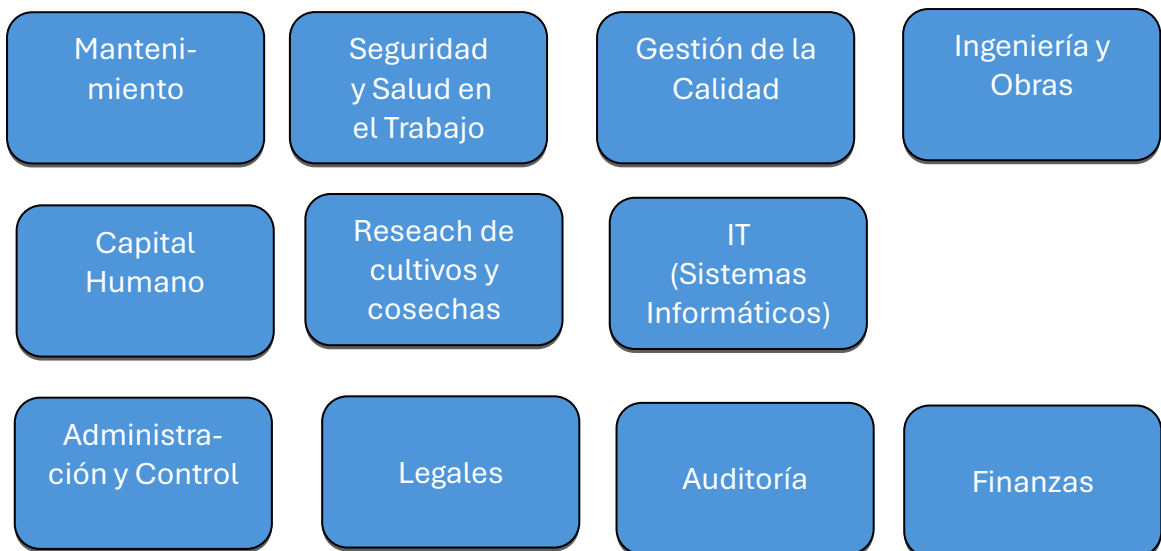 Manteni-
miento
Seguridad
y Salud en
el Trabajo
Gestión de la
Calidad
Ingeniería y
Obras
Capital
Humano
Reseach de
cultivos y
cosechas
IT
(Sistemas
Informáticos)
Administra-
ción y Control
Legales
Auditoría
Finanzas